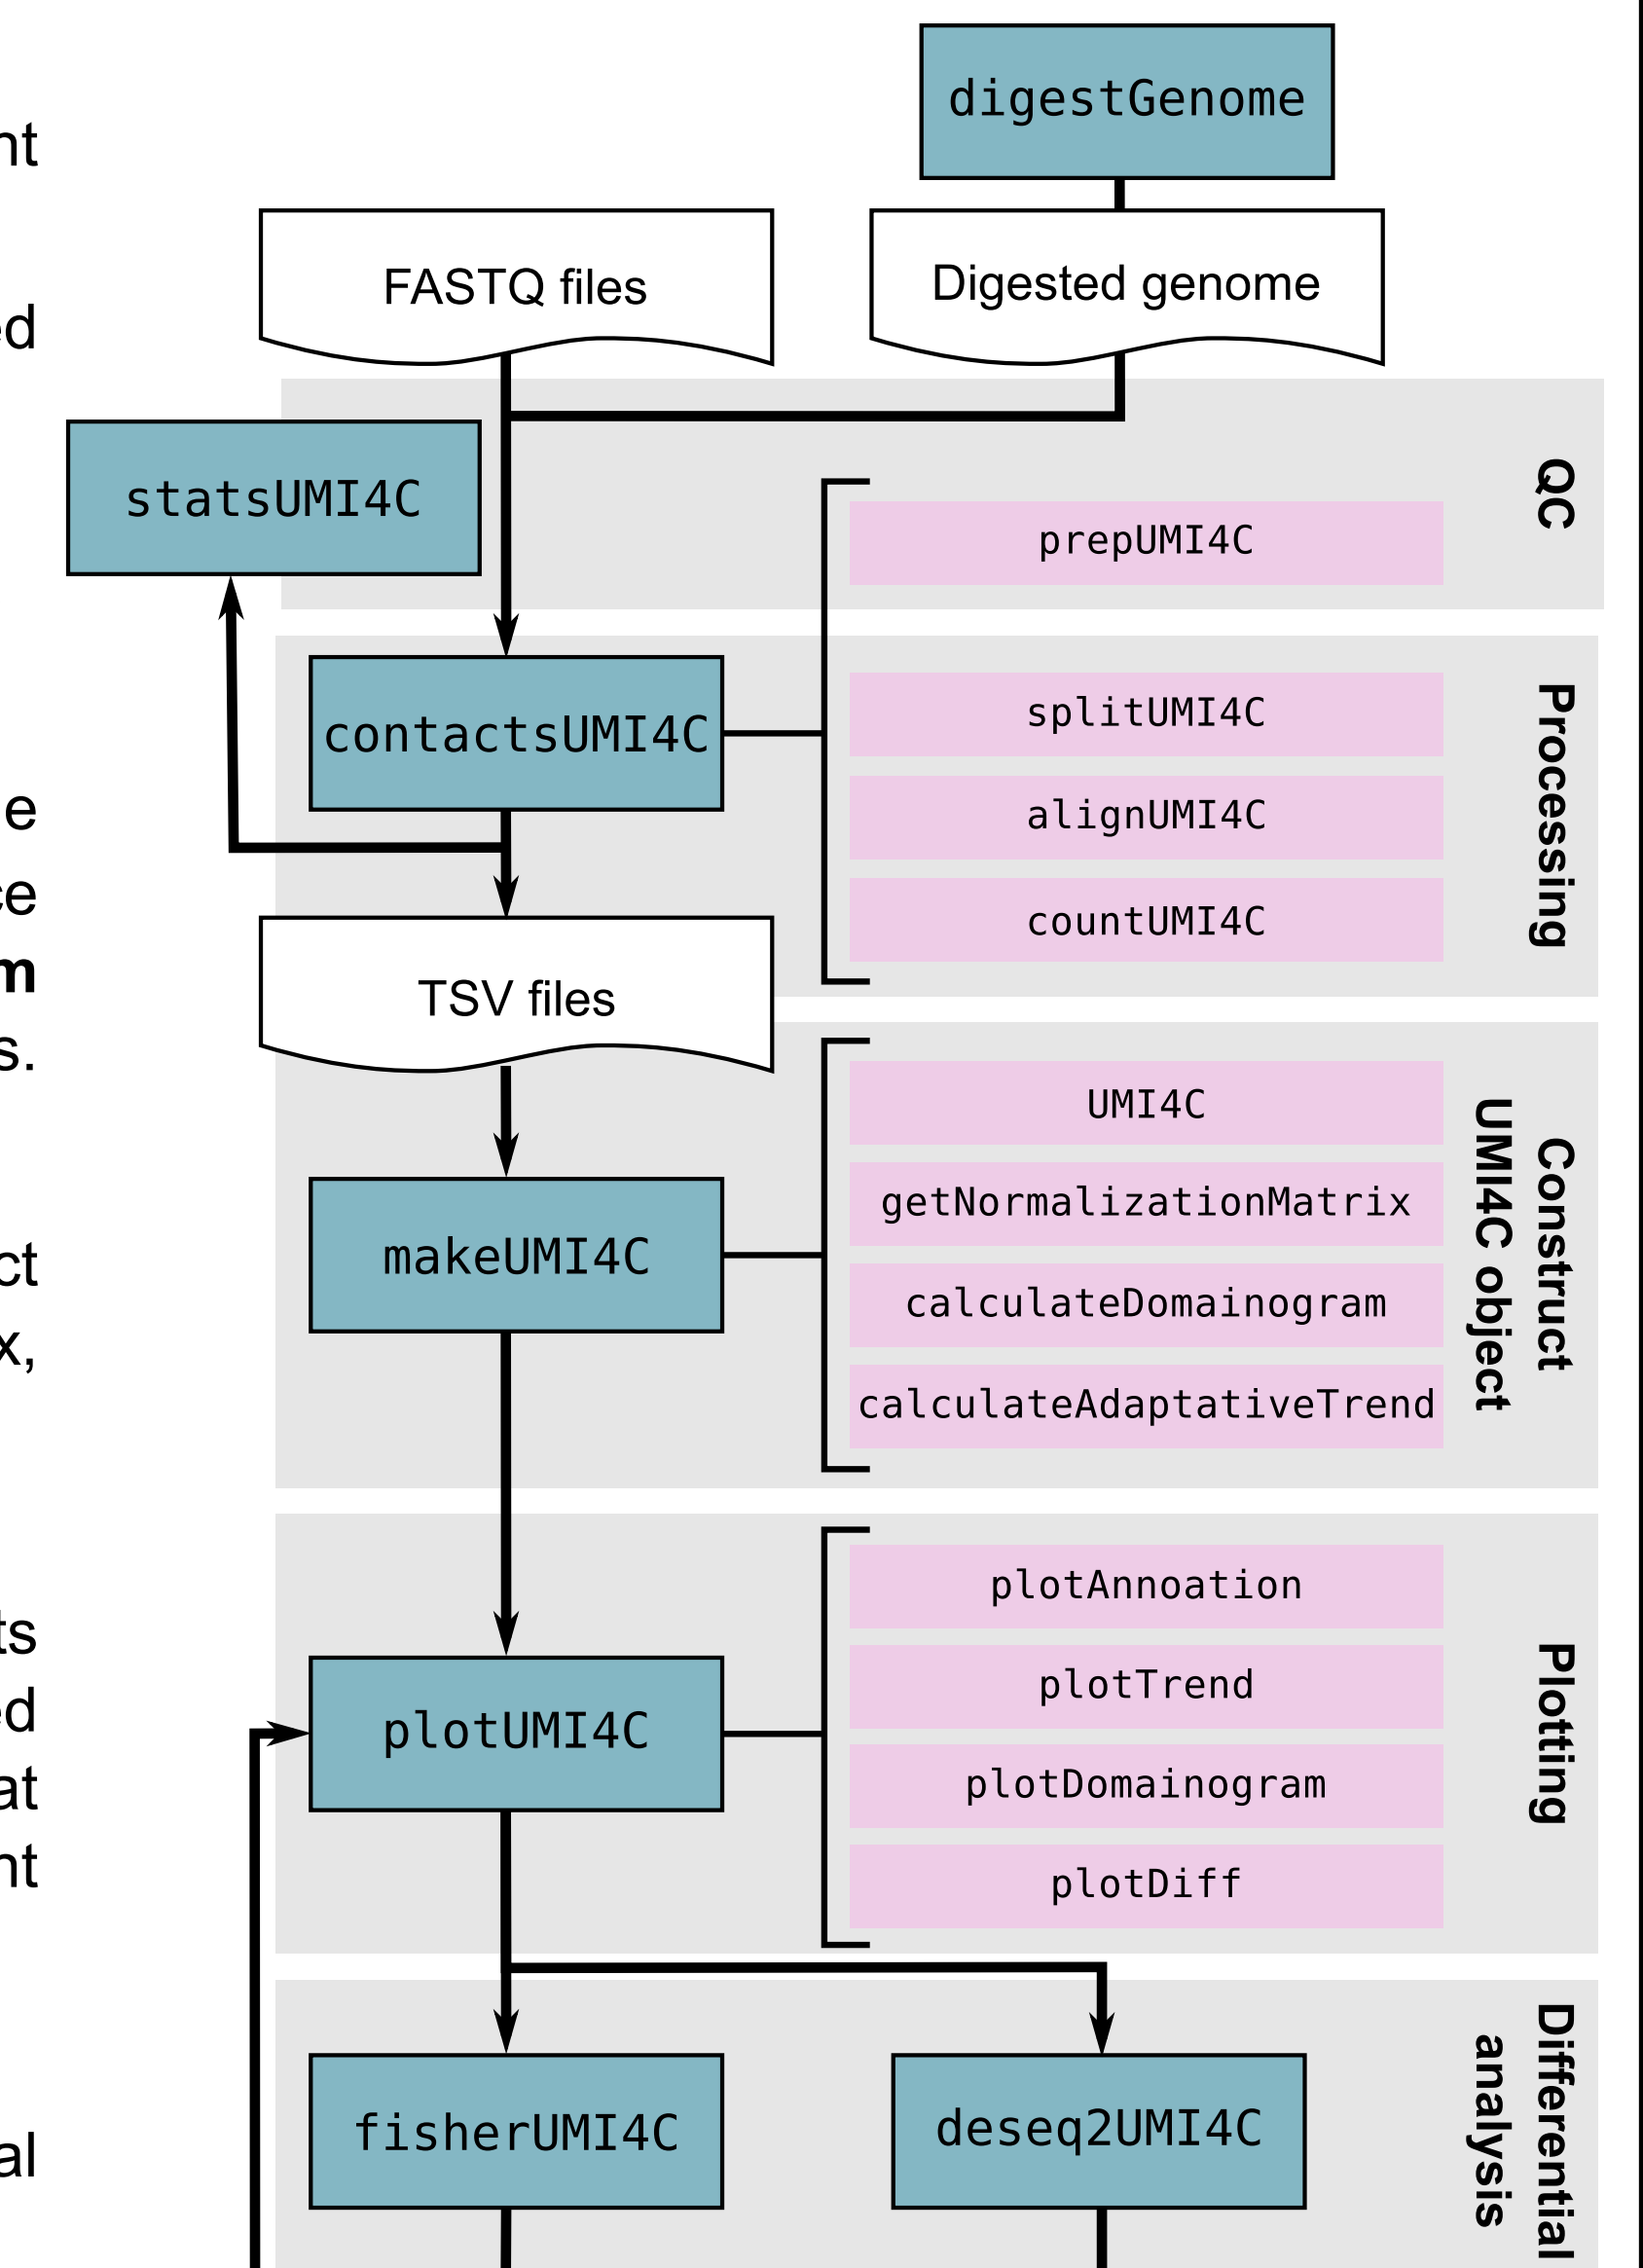 digestGenome
FASTQ files
Digested genome
statsUMI4C
QC
prepUMI4C
contactsUMI4C
splitUMI4C
alignUMI4C
countUMI4C
Processing
TSV files
UMI4C
getNormalizationMatrix
calculateDomainogram
calculateAdaptativeTrend
makeUMI4C
Construct
UMI4C object
plotAnnoation
plotTrend
plotDomainogram
plotDiff
plotUMI4C
Plotting
fisherUMI4C
deseq2UMI4C
Differential
analysis